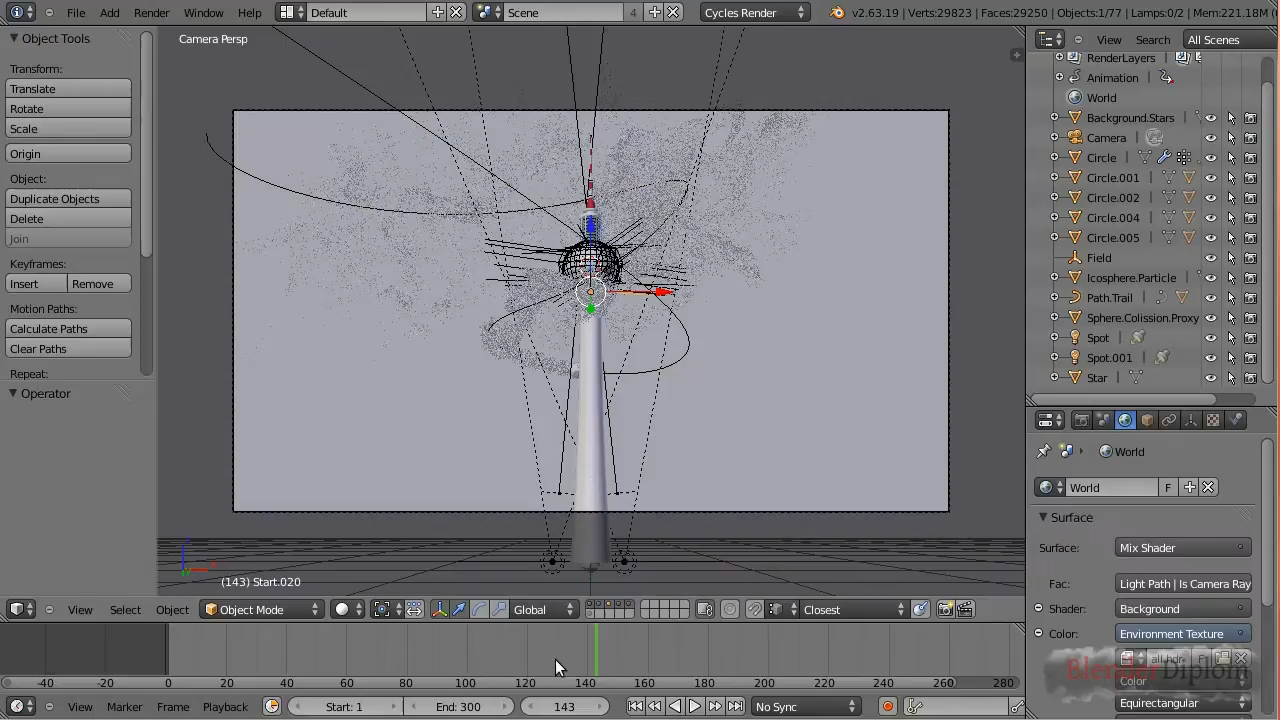 File Add Render Window Help Default Scene 4 Cycles Render v2.63.19 | Verts:29823 | Faces:29250 | Objects:1/77 | Lamps:0/2 | Mem:221.18M
Object Tools
Transform:
Translate
Rotate
Scale
Origin
Object:
Duplicate Objects
Delete
Join
Keyframes:
Insert Remove
Motion Paths:
Calculate Paths
Clear Paths
Repeat:
Operator
Camera Persp
(143) Start.020
View Search All Scenes
RenderLayers
Animation
World
Background.Stars
Camera
Circle
Circle.001
Circle.002
Circle.004
Circle.005
Field
Icosphere.Particle
Path.Trail
Sphere.Colission.Proxy
Spot
Spot.001
Star
World
World F
Surface
Surface: Mix Shader
Fac: Light Path | Is Camera Ray
Shader: Background
Color: Environment Texture
all.hdr F
Color
Equirectangular
BlenderDiplom
View Select Object Object Mode Global Closest
-40 -20 0 20 40 60 80 100 120 140 160 180 200 220 240 260 280
View Marker Frame Playback Start: 1 End: 300 143 No Sync